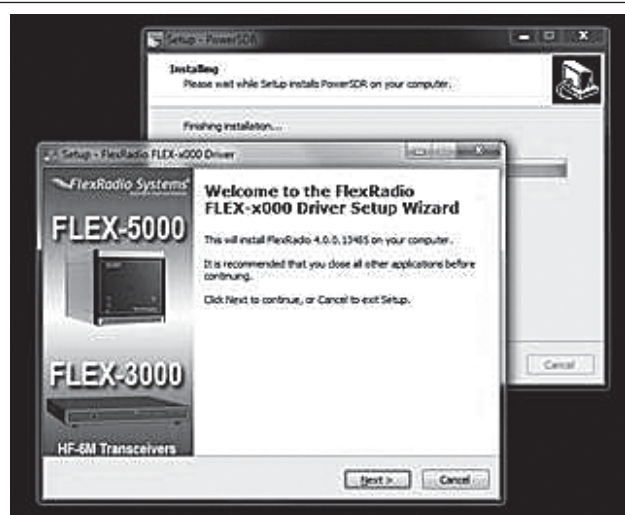 Setup - PowerSDR
Installing
Please wait while Setup installs PowerSDR on your computer.
Finishing installation...
Setup - FlexRadio FLEX-x000 Driver
FlexRadio Systems
FLEX-5000
FLEX-3000
HF-6M Transceivers
Welcome to the FlexRadio
FLEX-x000 Driver Setup Wizard
This will install FlexRadio 4.0.0.13465 on your computer.
It is recommended that you close all other applications before
continuing.
Click Next to continue, or Cancel to exit Setup.
Cancel
Next >
Cancel